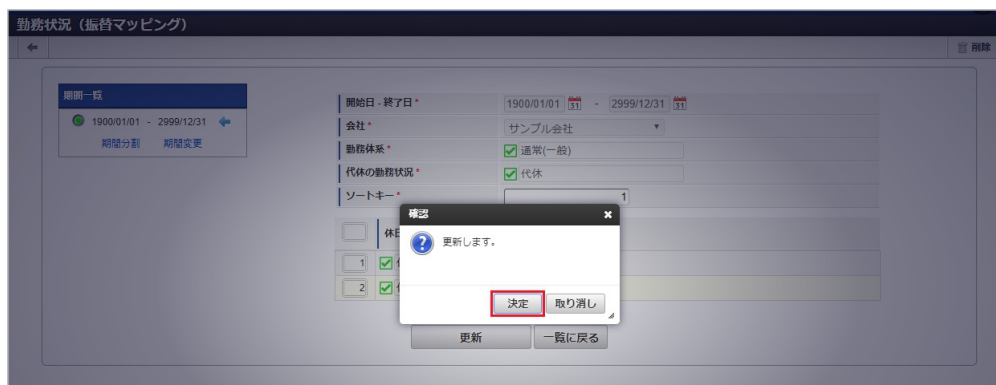 勤務状況（振替マッピング）
削除
期間一覧
1900/01/01 - 2999/12/31
期間分割 期間変更
開始日 - 終了日* 1900/01/01 31 - 2999/12/31 31
会社* サンプル会社
勤務体系* 通常(一般)
代休の勤務状況* 代休
ソートキー* 1
確認
休日
更新します。
1
2
決定 取り消し
更新 一覧に戻る